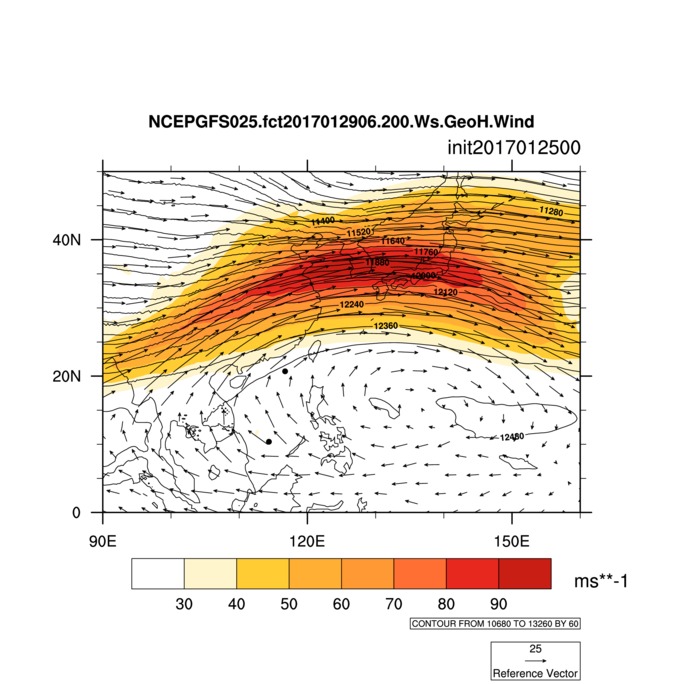 NCEPGFS025.fct2017012906.200.Ws.GeoH.Wind
init2017012500
11400
11280
11520
11640
11760
11880
12120
12240
12360
12480
40N
20N
0
90E 120E 150E
30 40 50 60 70 80 90
ms**-1
CONTOUR FROM 10680 TO 13260 BY 60
25
Reference Vector